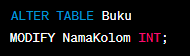 ALTER TABLE Buku
MODIFY NamaKolom INT;